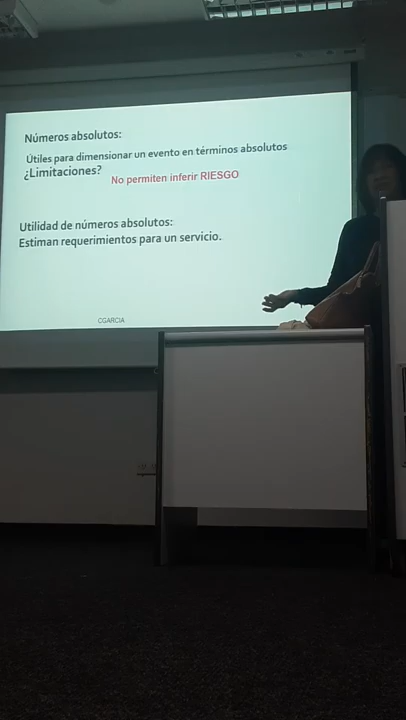 Números absolutos:
Útiles para dimensionar un evento en términos absolutos
¿Limitaciones?
No permiten inferir RIESGO
Utilidad de números absolutos:
Estiman requerimientos para un servicio.
CGARCIA